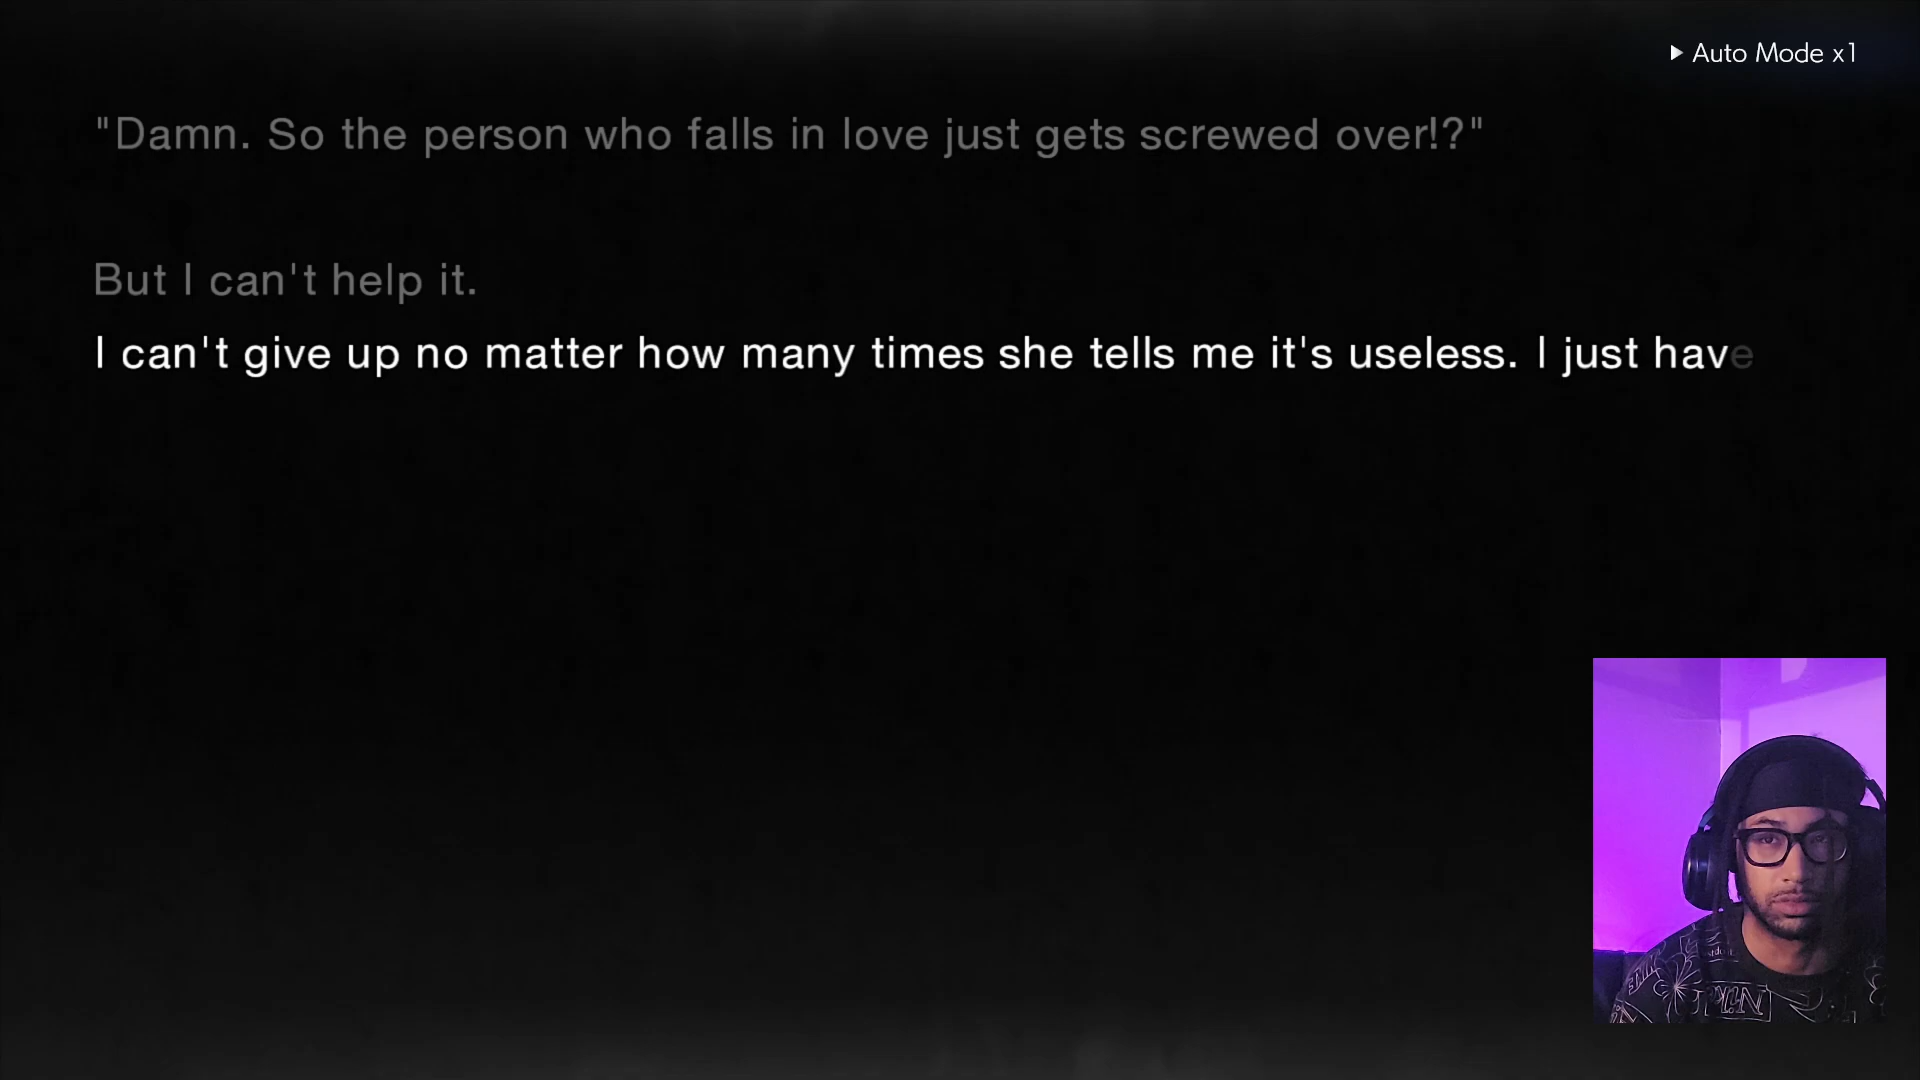 Auto Mode x1
"Damn. So the person who falls in love just gets screwed over!?"
But I can't help it.
I can't give up no matter how many times she tells me it's useless. I just have